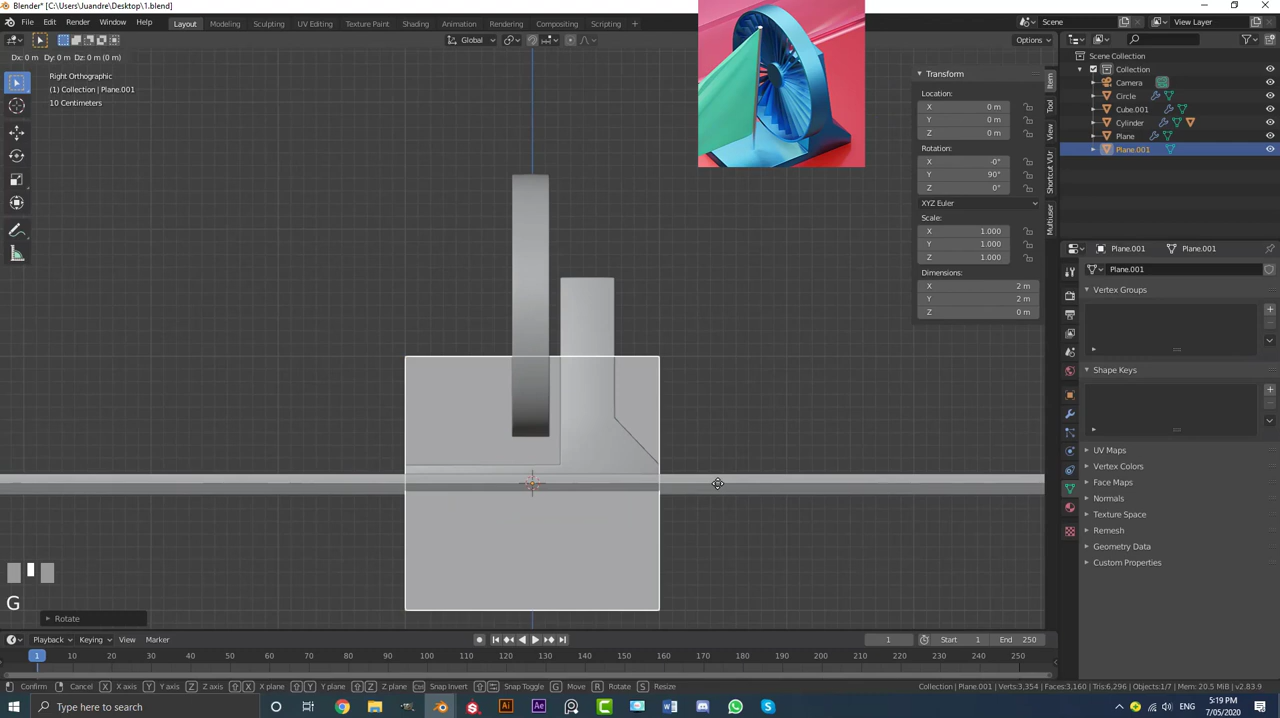 Blender* [C:\Users\Juandre\Desktop\1.blend]
File Edit Render Window Help Layout Modeling Sculpting UV Editing Texture Paint Shading Animation Rendering Compositing Scripting + Scene View Layer
Global Options
Dx: 0 m Dy: 0 m Dz: 0 m (0 m)
Right Orthographic
(1) Collection | Plane.001
10 Centimeters
Transform
Location:
X 0 m
Y 0 m
Z 0 m
Rotation:
X -0°
Y 90°
Z 0°
XYZ Euler
Scale:
X 1.000
Y 1.000
Z 1.000
Dimensions:
X 2 m
Y 2 m
Z 0 m
Item
Tool
View
Shortcut VUr
Multiuser
Scene Collection
Collection
Camera
Circle
Cube.001
Cylinder
Plane
Plane.001
Plane.001 Plane.001
Plane.001
Vertex Groups
Shape Keys
UV Maps
Vertex Colors
Face Maps
Normals
Texture Space
Remesh
Geometry Data
Custom Properties
G
Rotate
Playback Keying View Marker 1 Start 1 End 250
1 10 20 30 40 50 60 70 80 90 100 110 120 130 140 150 160 170 180 190 200 210 220 230 240 250
Confirm Cancel X X axis Y Y axis Z Z axis X X plane Y Y plane Z Z plane Ctrl Snap Invert Snap Toggle G Move R Rotate S Resize Collection | Plane.001 | Verts:3,354 | Faces:3,160 | Tris:6,296 | Objects:1/7 | Mem: 20.5 MiB | v2.83.9
Type here to search
5:19 PM
7/05/2020